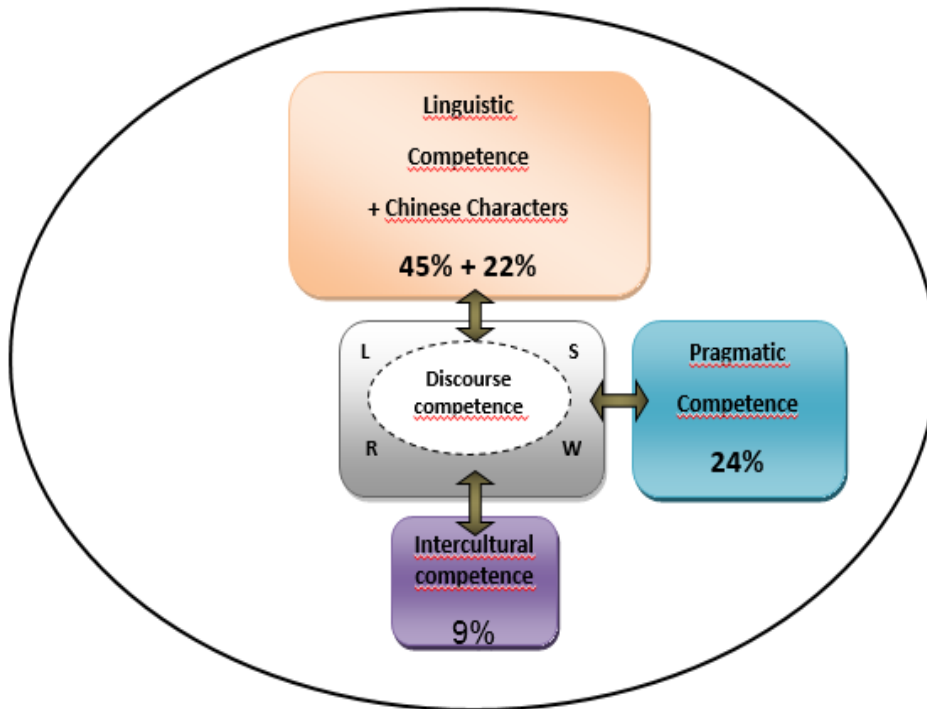 Linguistic
Competence
+ Chinese Characters
45% + 22%
L
S
Discourse
competence
R
W
Pragmatic
Competence
24%
Intercultural
competence
9%